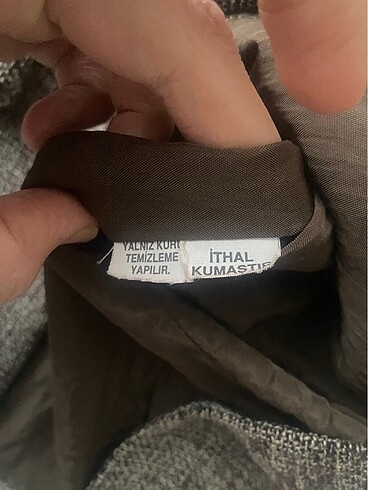 YALNIZ KURU
TEMİZLEME
YAPILIR.
İTHAL
KUMAŞTIR